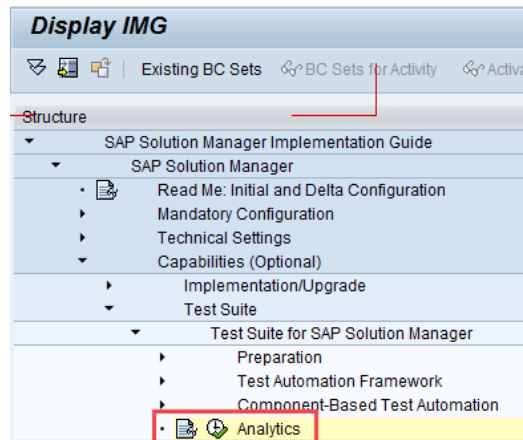 Display IMG
Existing BC Sets BC Sets for Activity
Structure
SAP Solution Manager Implementation Guide
SAP Solution Manager
Read Me: Initial and Delta Configuration
Mandatory Configuration
Technical Settings
Capabilities (Optional)
Implementation/Upgrade
Test Suite
Test Suite for SAP Solution Manager
Preparation
Test Automation Framework
Component-Based Test Automation
Analytics